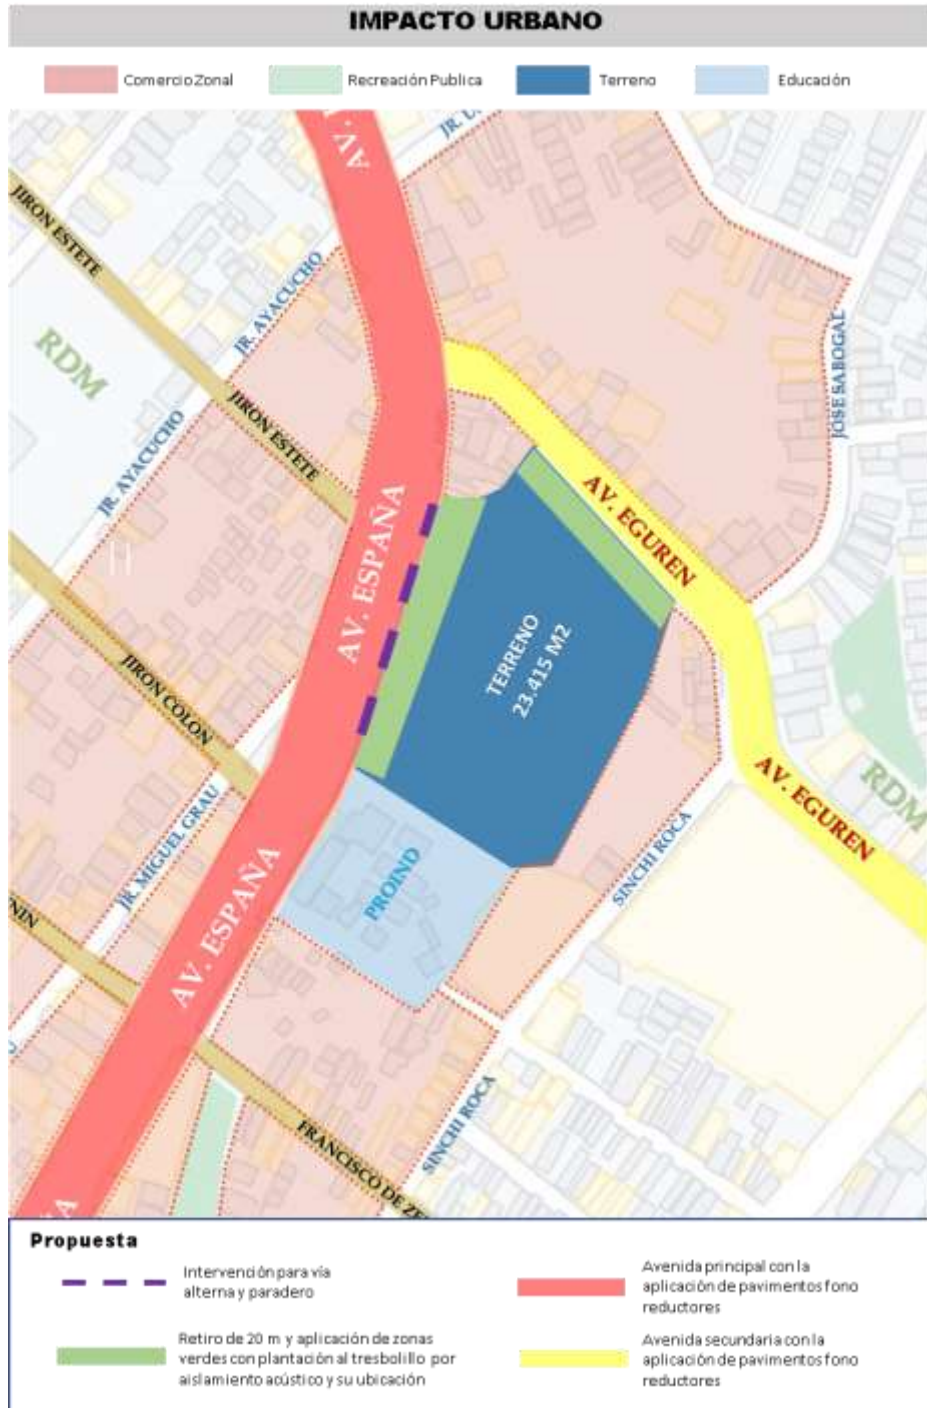 IMPACTO URBANO
Comercio Zonal
Recreación Publica
Terreno
Educación
AV.
JR. U
JIRON ESTETE
JR. AYACUCHO
RDM
JIRON ESTETE
JOSE SABOGAL
JR. AYACUCHO
AV. ESPAÑA
AV. EGUREN
TERRENO
23.415 M2
JIRON COLON
AV. EGUREN
RDM
JR. MIGUEL GRAU
SINCHI ROCA
PROIND
AV. ESPAÑA
NIN
SINCHI ROCA
FRANCISCO DE ZE
ÑA
Propuesta
Intervención para vía
alterna y paradero
Avenida principal con la
aplicación de pavimentos fono
reductores
Retiro de 20 m y aplicación de zonas
verdes con plantación al tresbolillo por
aislamiento acústico y su ubicación
Avenida secundaria con la
aplicación de pavimentos fono
reductores